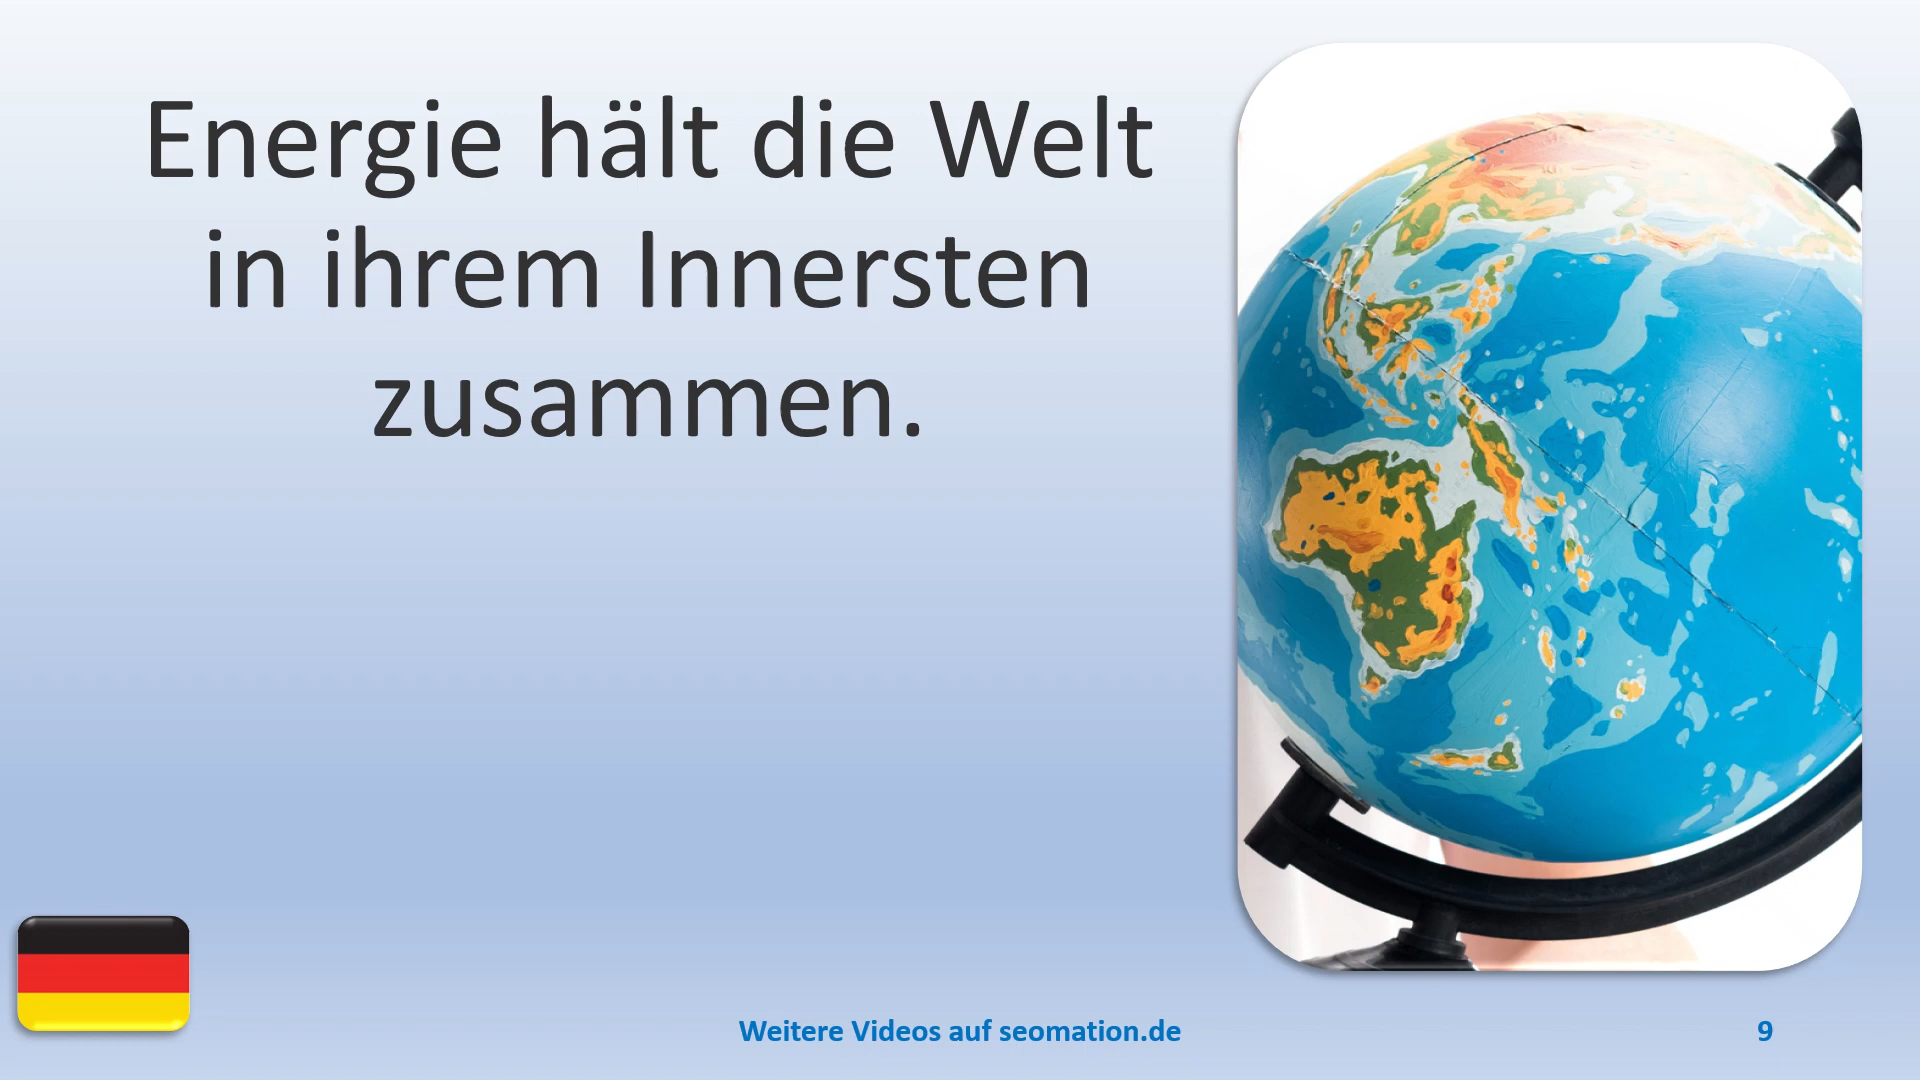 Energie hält die Welt
in ihrem Innersten
zusammen.
Weitere Videos auf seomation.de
9